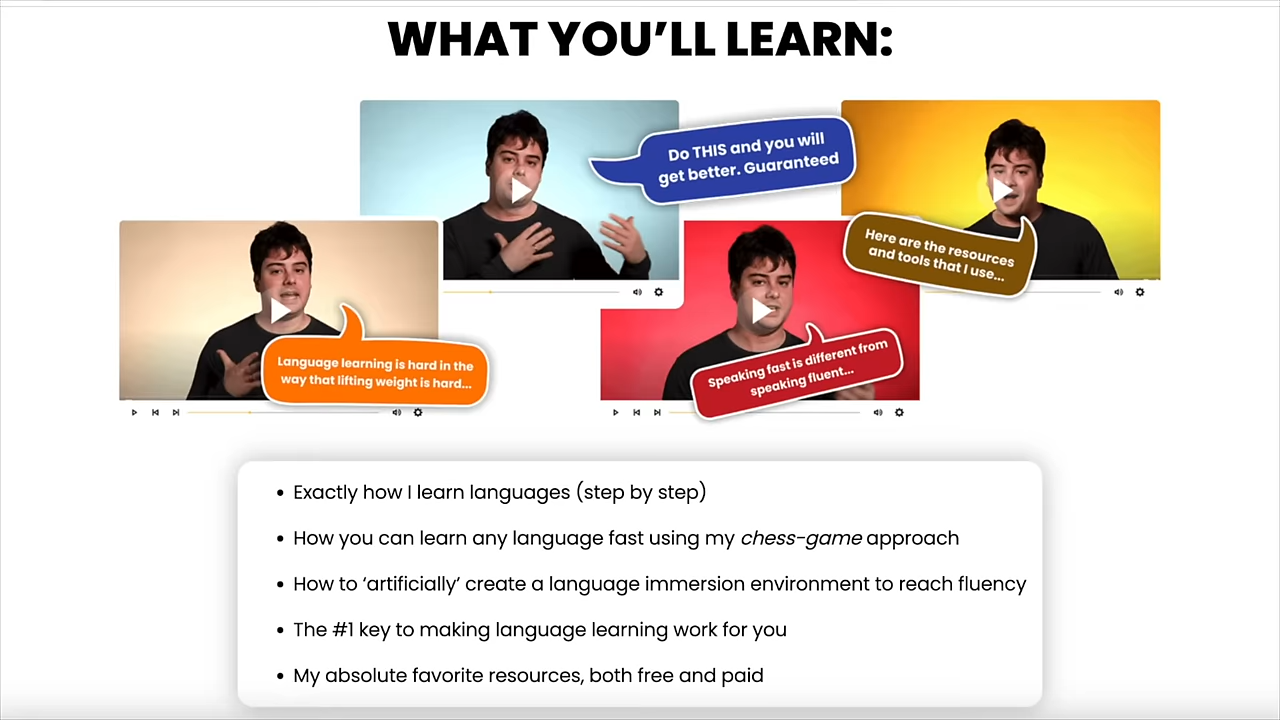 WHAT YOU’LL LEARN:
Do THIS and you will
get better. Guaranteed
Here are the resources
and tools that I use...
Language learning is hard in the
way that lifting weight is hard...
Speaking fast is different from
speaking fluent...
• Exactly how I learn languages (step by step)
• How you can learn any language fast using my chess-game approach
• How to ‘artificially’ create a language immersion environment to reach fluency
• The #1 key to making language learning work for you
• My absolute favorite resources, both free and paid